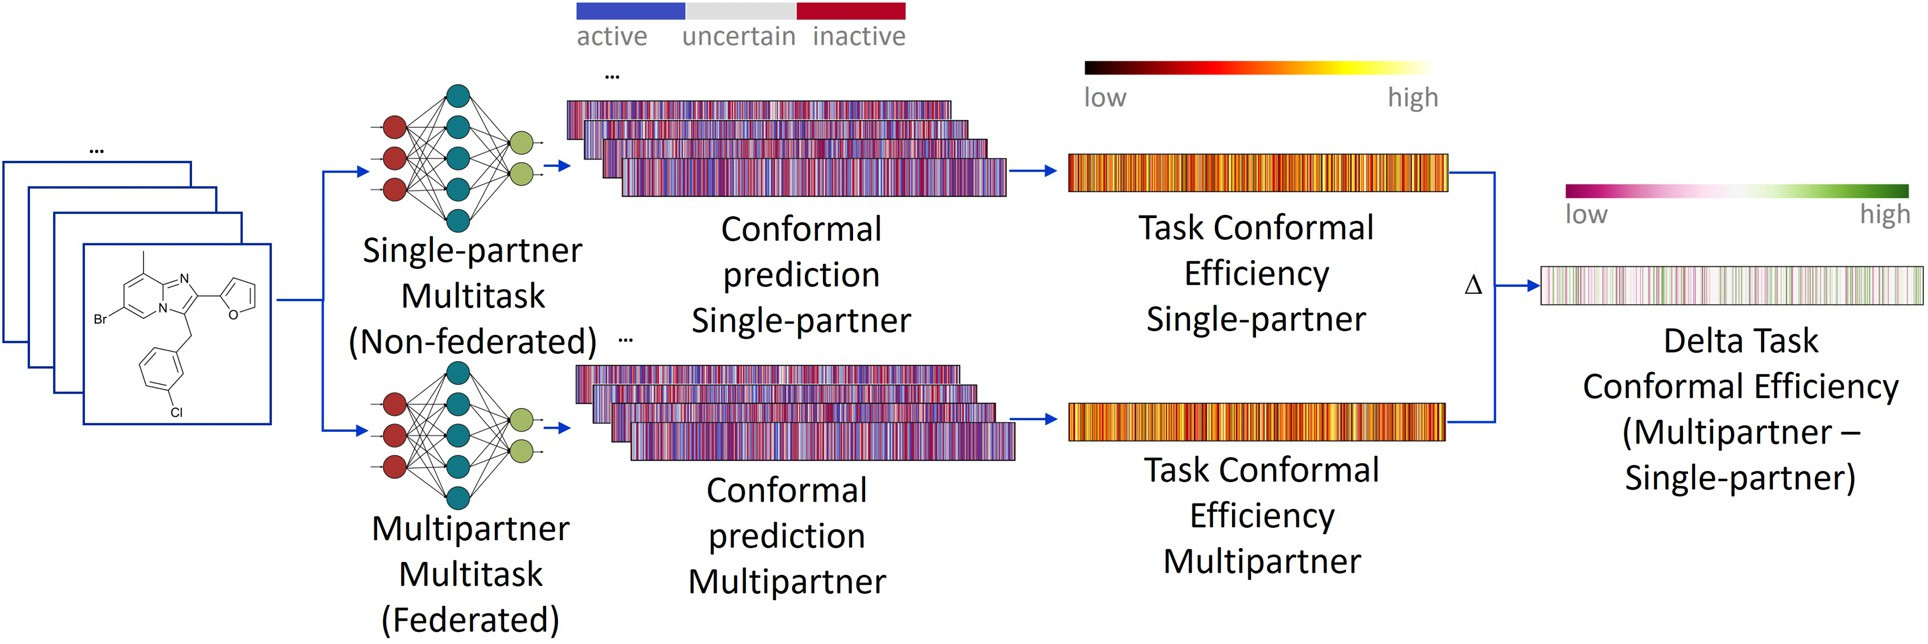 active uncertain inactive
...
low high
...
N
N
Br
O
Cl
Single-partner
Multitask
(Non-federated)
Conformal
prediction
Single-partner
Task Conformal
Efficiency
Single-partner
low high
Δ
Delta Task
Conformal Efficiency
(Multipartner –
Single-partner)
...
Multipartner
Multitask
(Federated)
Conformal
prediction
Multipartner
Task Conformal
Efficiency
Multipartner